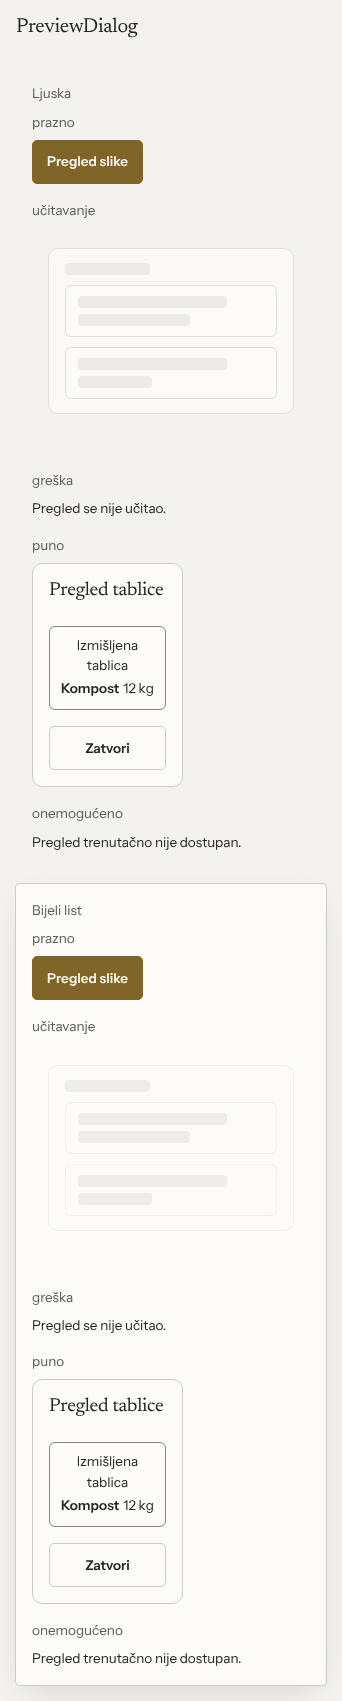 PreviewDialog
Ljuska
prazno
Pregled slike
učitavanje
greška
Pregled se nije učitao.
puno
Pregled tablice
Izmišljena
tablica
Kompost 12 kg
Zatvori
onemogućeno
Pregled trenutačno nije dostupan.
Bijeli list
prazno
Pregled slike
učitavanje
greška
Pregled se nije učitao.
puno
Pregled tablice
Izmišljena
tablica
Kompost 12 kg
Zatvori
onemogućeno
Pregled trenutačno nije dostupan.